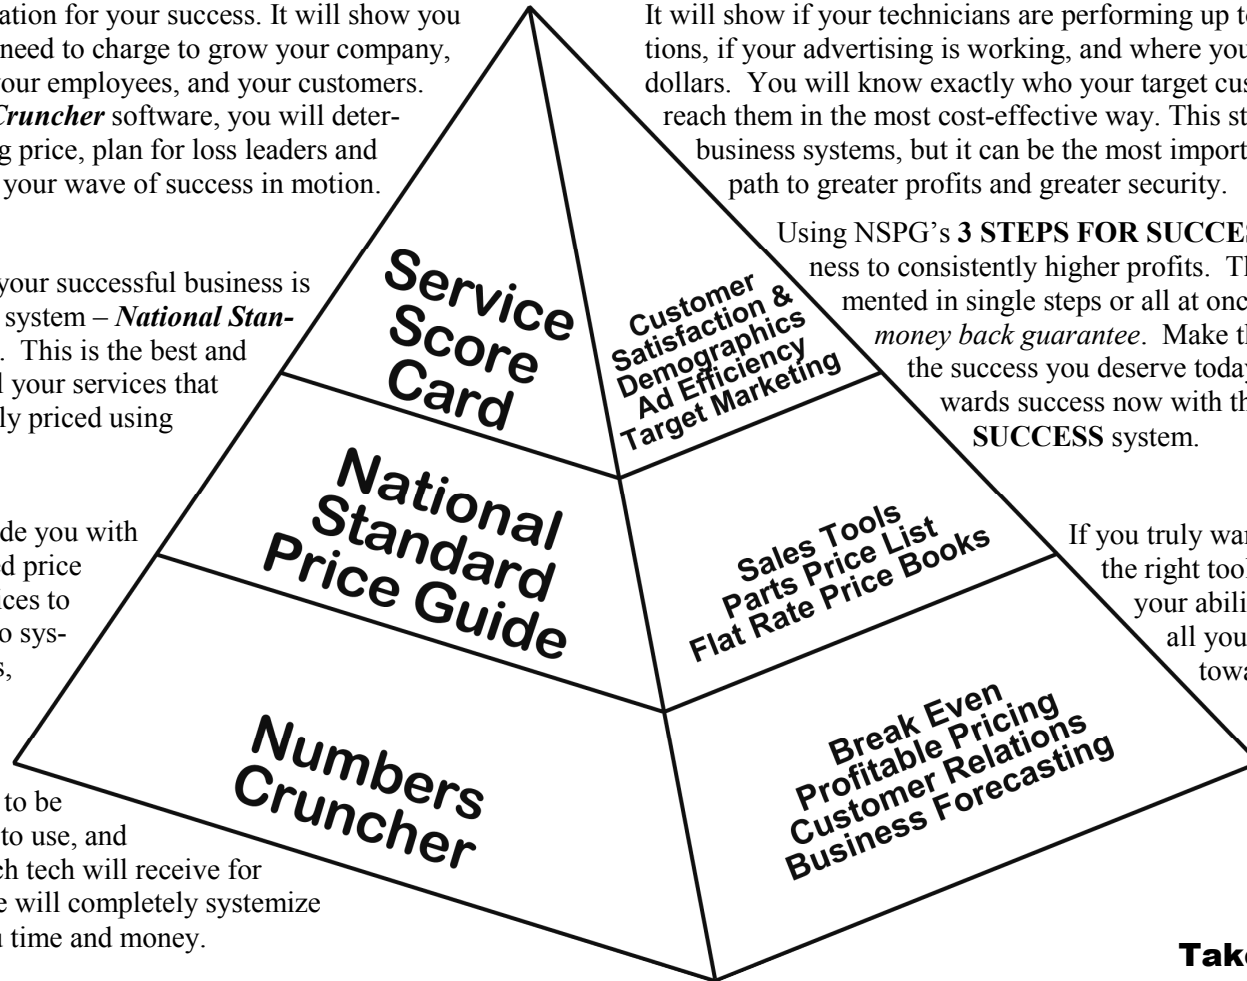 ation for your success. It will show you
need to charge to grow your company,
your employees, and your customers.
Cruncher software, you will deter-
g price, plan for loss leaders and
your wave of success in motion.
your successful business is
system – National Stan-
. This is the best and
l your services that
ly priced using
de you with
ed price
ices to
o sys-
s,
to be
to use, and
ch tech will receive for
e will completely systemize
u time and money.
Service
Score
Card
National
Standard
Price Guide
Numbers
Cruncher
Customer
Satisfaction &
Demographics
Ad Efficiency
Target Marketing
Sales Tools
Parts Price List
Flat Rate Price Books
Break Even
Profitable Pricing
Customer Relations
Business Forecasting
It will show if your technicians are performing up to
tions, if your advertising is working, and where you
dollars. You will know exactly who your target cus
reach them in the most cost-effective way. This st
business systems, but it can be the most import
path to greater profits and greater security.
Using NSPG's 3 STEPS FOR SUCCES
ness to consistently higher profits. Th
mented in single steps or all at onc
money back guarantee. Make th
the success you deserve today
wards success now with th
SUCCESS system.
If you truly wan
the right tool
your abili
all you
towa
Take